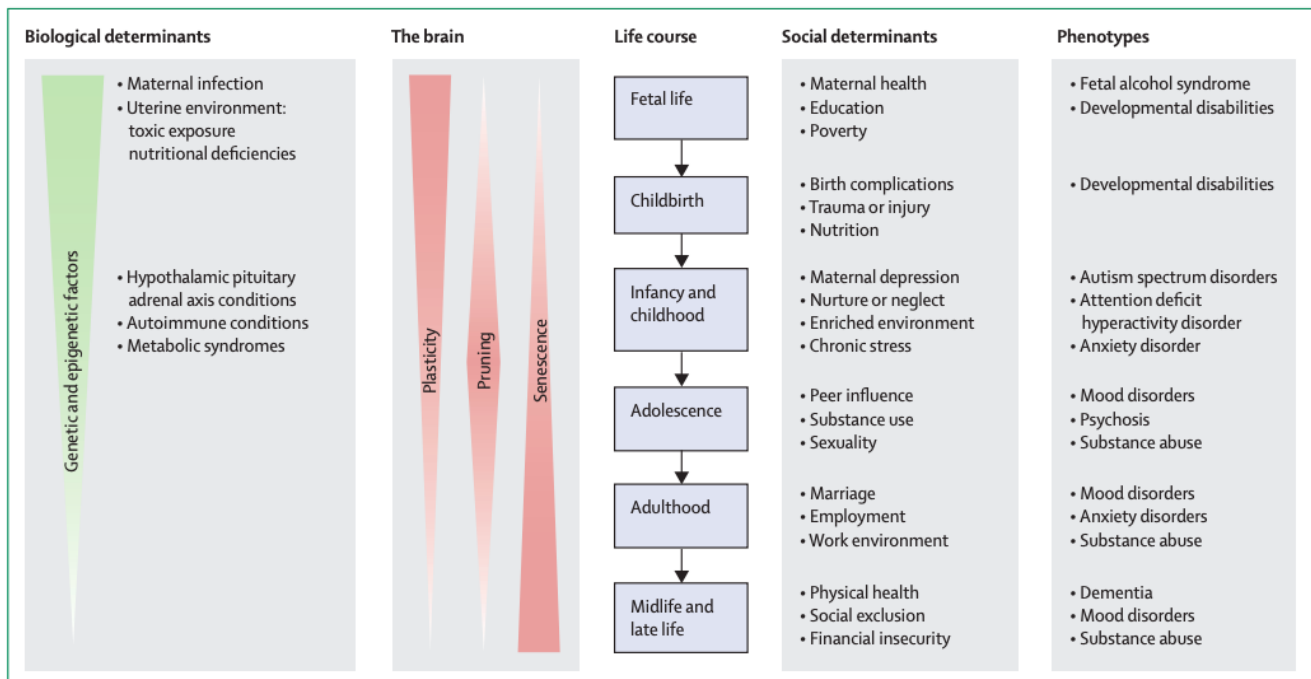 Biological determinants
• Maternal infection
• Uterine environment:
toxic exposure
nutritional deficiencies
• Hypothalamic pituitary
adrenal axis conditions
• Autoimmune conditions
• Metabolic syndromes
Genetic and epigenetic factors
The brain
Plasticity
Pruning
Senescence
Life course
Fetal life
Childbirth
Infancy and
childhood
Adolescence
Adulthood
Midlife and
late life
Social determinants
• Maternal health
• Education
• Poverty
• Birth complications
• Trauma or injury
• Nutrition
• Maternal depression
• Nurture or neglect
• Enriched environment
• Chronic stress
• Peer influence
• Substance use
• Sexuality
• Marriage
• Employment
• Work environment
• Physical health
• Social exclusion
• Financial insecurity
Phenotypes
• Fetal alcohol syndrome
• Developmental disabilities
• Developmental disabilities
• Autism spectrum disorders
• Attention deficit
hyperactivity disorder
• Anxiety disorder
• Mood disorders
• Psychosis
• Substance abuse
• Mood disorders
• Anxiety disorders
• Substance abuse
• Dementia
• Mood disorders
• Substance abuse